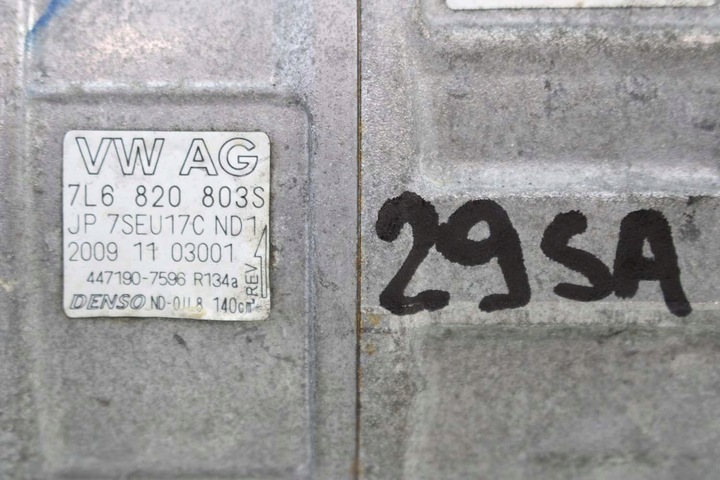 VW AG
7L6 820 803S
JP 7SEU17C ND1
2009 11 03001
447190-7596 R134a
REV
DENSO ND-OIL8 140cm³
29SA